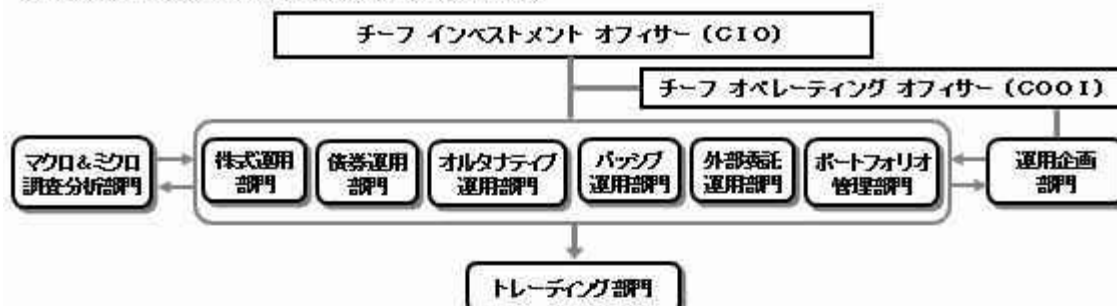 チーフ インベストメント オフィサー (CIO)
チーフ オペレーティング オフィサー (COOI)
マクロ&ミクロ
調査分析部門
株式運用
部門
債券運用
部門
オルタナティブ
運用部門
パッシブ
運用部門
外部委託
運用部門
ポートフォリオ
管理部門
運用企画
部門
トレーディング部門